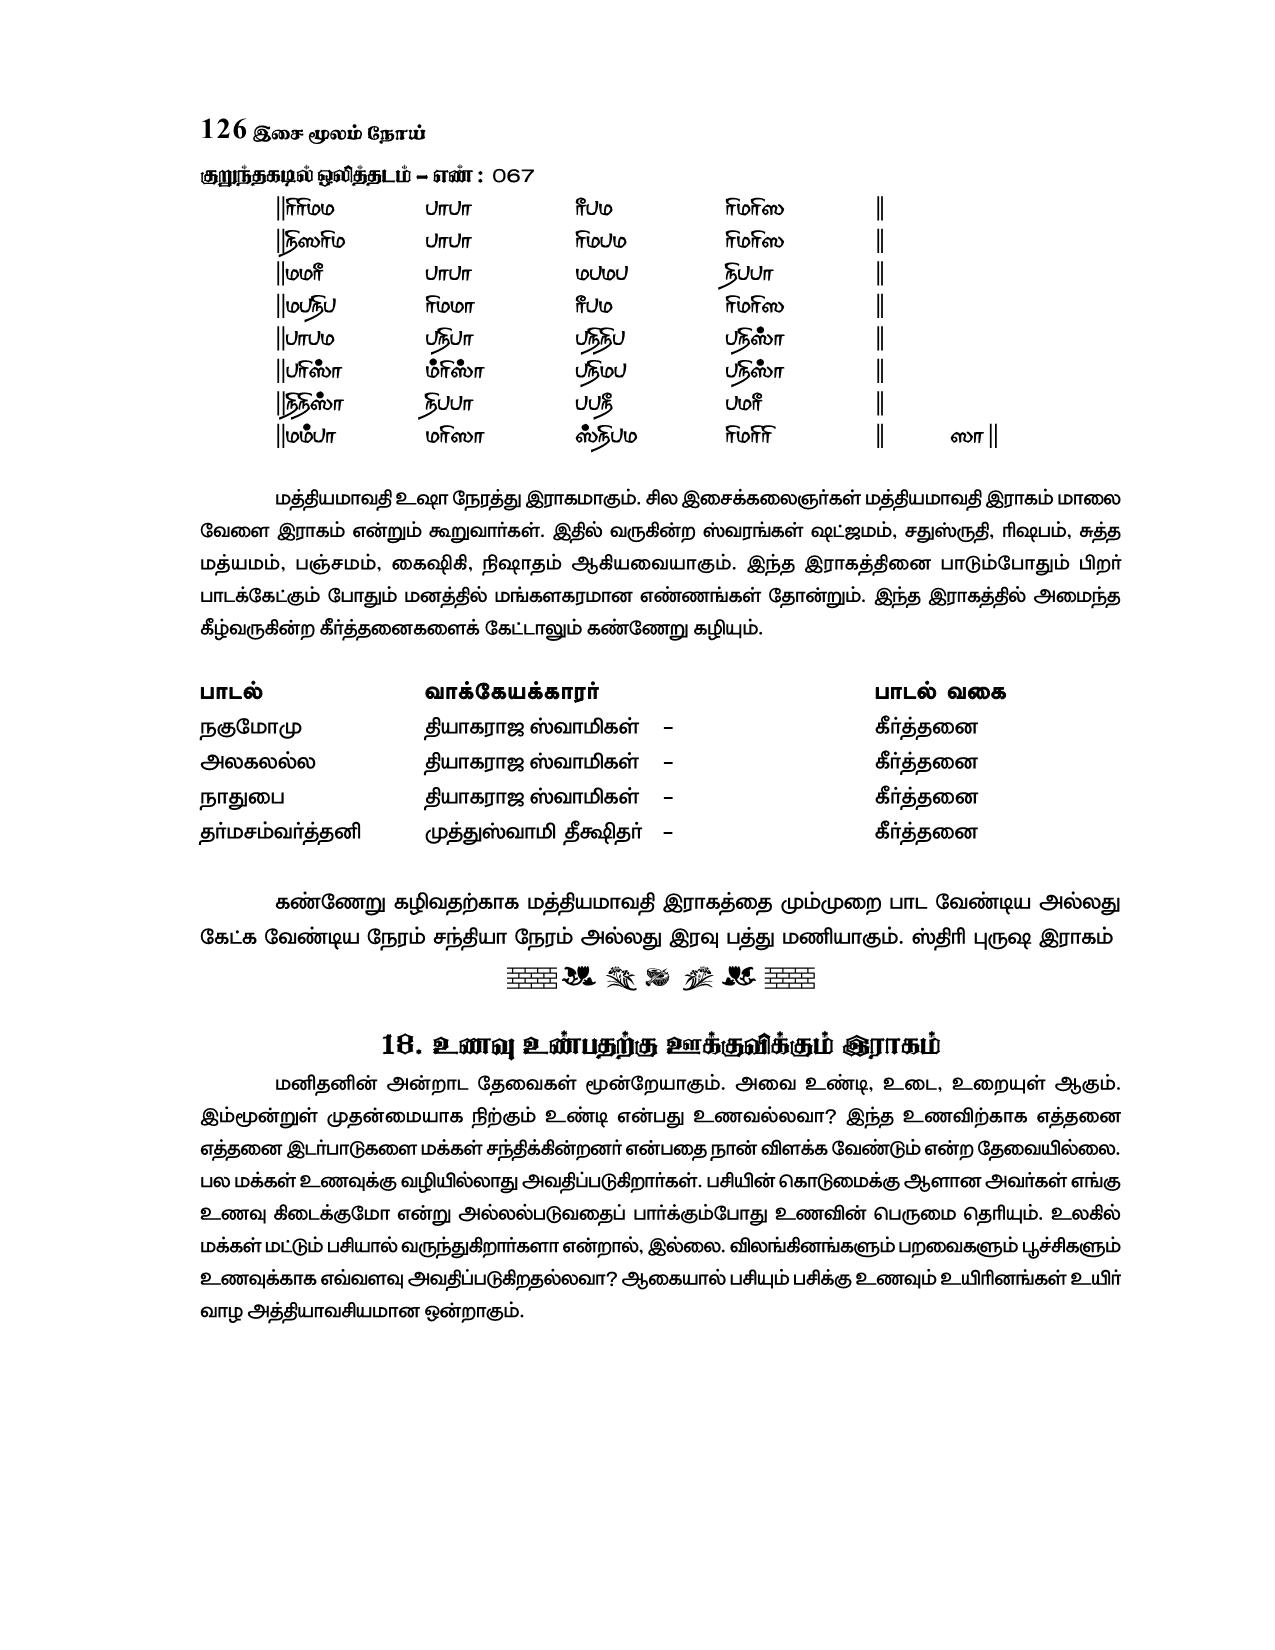 126 இசை மூலம் நோய்
குறுந்தகடில் ஒலித்தடம் – எண் : 067
||ரிரிமம பாபா ரீபம ரிமரிஸ ||
||நிஸரிம பாபா ரிமபம ரிமரிஸ ||
||மமரீ பாபா மபமப நிபபா ||
||மபநிப ரிமமா ரீபம ரிமரிஸ ||
||பாபம பநிபா பநிநிப பநிஸ்ா ||
||பரிஸ்ா ம்ரிஸ்ா பநிமப பநிஸ்ா ||
||நிநிஸ்ா நிபபா பபநீ பமரீ ||
||மம்பா மரிஸா ஸ்நிபம ரிமரிரி || ஸா ||
மத்தியமாவதி உஷா நேரத்து இராகமாகும். சில இசைக்கலைஞர்கள் மத்தியமாவதி இராகம் மாலை
வேளை இராகம் என்றும் கூறுவார்கள். இதில் வருகின்ற ஸ்வரங்கள் ஷட்ஜமம், சதுஸ்ருதி, ரிஷபம், சுத்த
மத்யமம், பஞ்சமம், கைஷிகி, நிஷாதம் ஆகியவையாகும். இந்த இராகத்தினை பாடும்போதும் பிறர்
பாடக்கேட்கும் போதும் மனத்தில் மங்களகரமான எண்ணங்கள் தோன்றும். இந்த இராகத்தில் அமைந்த
கீழ்வருகின்ற கீர்த்தனைகளைக் கேட்டாலும் கண்ணேறு கழியும்.
பாடல் வாக்கேயக்காரர் பாடல் வகை
நகுமோமு தியாகராஜ ஸ்வாமிகள் – கீர்த்தனை
அலகலல்ல தியாகராஜ ஸ்வாமிகள் – கீர்த்தனை
நாதுபை தியாகராஜ ஸ்வாமிகள் – கீர்த்தனை
தர்மசம்வர்த்தனி முத்துஸ்வாமி தீக்ஷிதர் – கீர்த்தனை
கண்ணேறு கழிவதற்காக மத்தியமாவதி இராகத்தை மும்முறை பாட வேண்டிய அல்லது
கேட்க வேண்டிய நேரம் சந்தியா நேரம் அல்லது இரவு பத்து மணியாகும். ஸ்திரி புருஷ இராகம்
18. உணவு உண்பதற்கு ஊக்குவிக்கும் இராகம்
மனிதனின் அன்றாட தேவைகள் மூன்றேயாகும். அவை உண்டி, உடை, உறையுள் ஆகும்.
இம்மூன்றுள் முதன்மையாக நிற்கும் உண்டி என்பது உணவல்லவா? இந்த உணவிற்காக எத்தனை
எத்தனை இடர்பாடுகளை மக்கள் சந்திக்கின்றனர் என்பதை நான் விளக்க வேண்டும் என்ற தேவையில்லை.
பல மக்கள் உணவுக்கு வழியில்லாது அவதிப்படுகிறார்கள். பசியின் கொடுமைக்கு ஆளான அவர்கள் எங்கு
உணவு கிடைக்குமோ என்று அல்லல்படுவதைப் பார்க்கும்போது உணவின் பெருமை தெரியும். உலகில்
மக்கள் மட்டும் பசியால் வருந்துகிறார்களா என்றால், இல்லை. விலங்கினங்களும் பறவைகளும் பூச்சிகளும்
உணவுக்காக எவ்வளவு அவதிப்படுகிறதல்லவா? ஆகையால் பசியும் பசிக்கு உணவும் உயிரினங்கள் உயிர்
வாழ அத்தியாவசியமான ஒன்றாகும்.